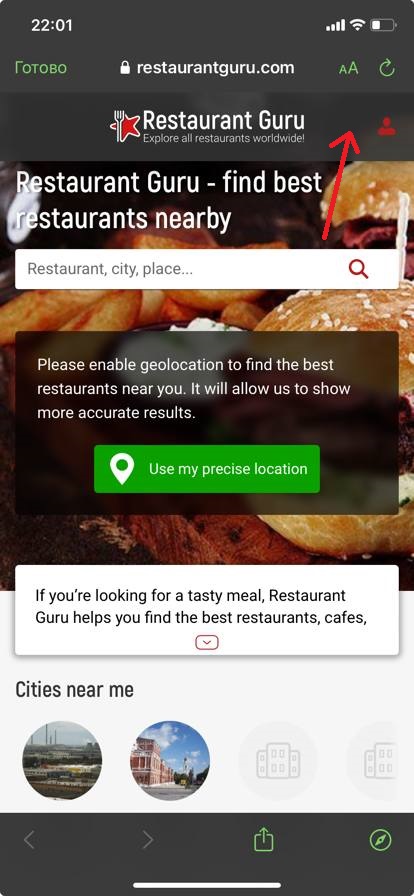 22:01
Готово
restaurantguru.com
AA
Restaurant Guru
Explore all restaurants worldwide!
Restaurant Guru - find best
restaurants nearby
Restaurant, city, place...
Please enable geolocation to find the best
restaurants near you. It will allow us to show
more accurate results.
Use my precise location
If you’re looking for a tasty meal, Restaurant
Guru helps you find the best restaurants, cafes,
Cities near me